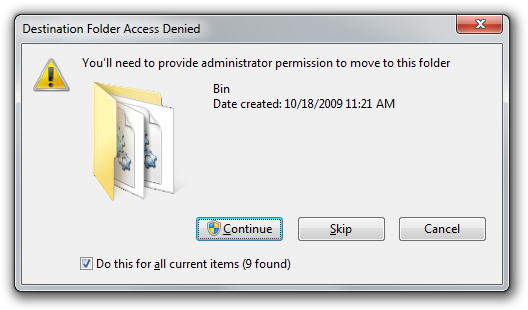 Destination Folder Access Denied
You'll need to provide administrator permission to move to this folder
Bin
Date created: 10/18/2009 11:21 AM
Continue
Skip
Cancel
Do this for all current items (9 found)